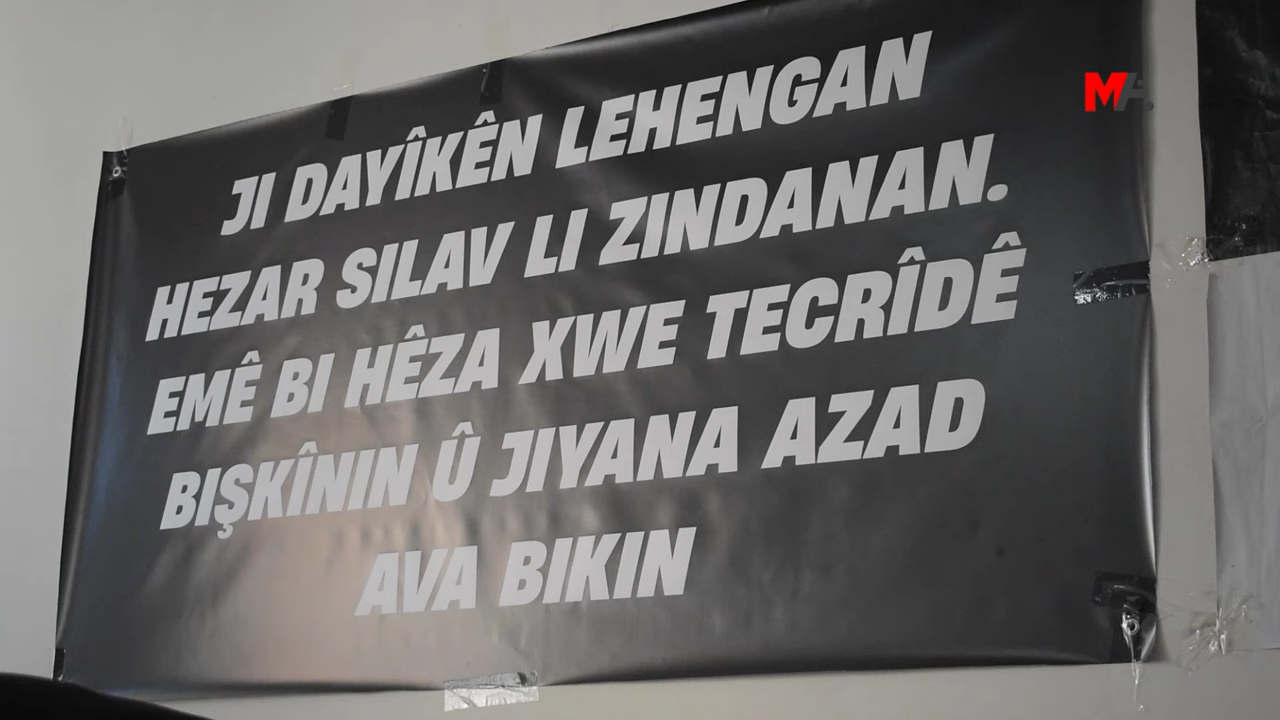 JI DAYÎKÊN LEHENGAN
HEZAR SILAV LI ZINDANAN.
EMÊ BI HÊZA XWE TECRÎDÊ
BIŞKÎNIN Û JIYANA AZAD
AVA BIKIN
MA